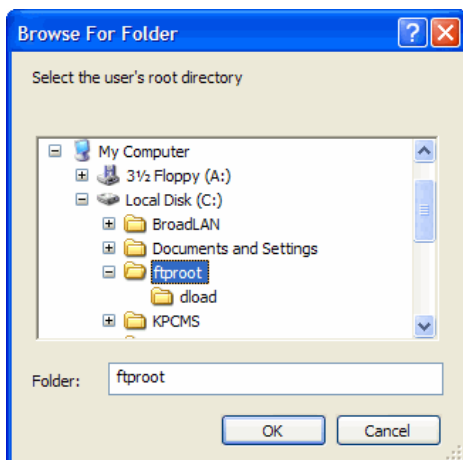 Browse For Folder
Select the user's root directory
My Computer
3½ Floppy (A:)
Local Disk (C:)
BroadLAN
Documents and Settings
ftproot
dload
KPCMS
Folder: ftproot
OK Cancel